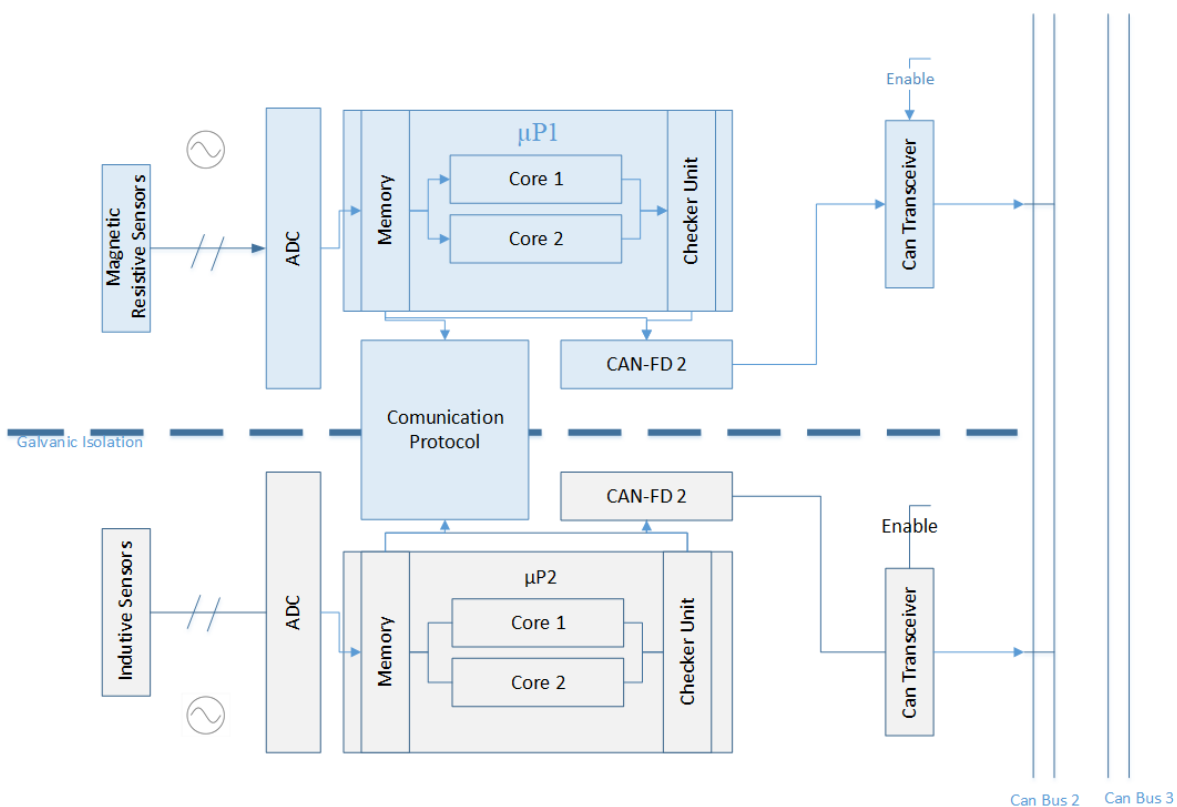 Enable
µP1
Magnetic
Resistive Sensors
ADC
Memory
Core 1
Core 2
Checker Unit
Can Transceiver
CAN-FD 2
Comunication
Protocol
Galvanic Isolation
CAN-FD 2
Enable
Indutive Sensors
ADC
Memory
µP2
Core 1
Core 2
Checker Unit
Can Transceiver
Can Bus 2
Can Bus 3